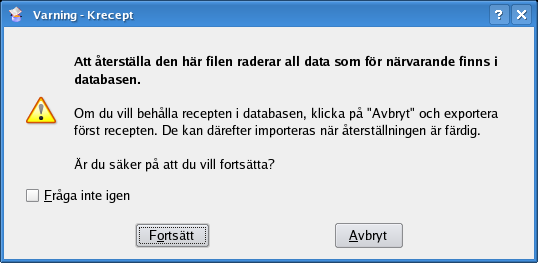 Varning - Krecept
Att återställa den här filen raderar all data som för närvarande finns i
databasen.
Om du vill behålla recepten i databasen, klicka på "Avbryt" och exportera
först recepten. De kan därefter importeras när återställningen är färdig.
Är du säker på att du vill fortsätta?
Fråga inte igen
Fortsätt
Avbryt